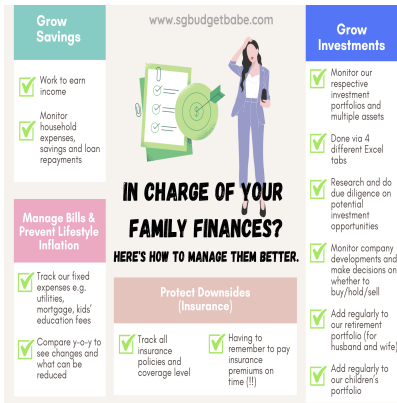 Grow
Savings
Work to earn
income
Monitor
household
expenses,
savings and loan
repayments
Manage Bills &
Prevent Lifestyle
Inflation
Track our fixed
expenses e.g.
utilities,
mortgage, kids'
education fees
Compare y-o-y to
see changes and
what can be
reduced
www.sgbudgetbabe.com
IN CHARGE OF YOUR
FAMILY FINANCES?
HERE'S HOW TO MANAGE THEM BETTER.
Protect Downsides
(Insurance)
Track all
insurance
policies and
coverage level
Having to
remember to pay
insurance
premiums on
time (!!)
Grow
Investments
Monitor our
respective
investment
portfolios and
multiple assets
Done via 4
different Excel
tabs
Research and do
due diligence on
potential
investment
opportunities
Monitor company
developments and
make decisions on
whether to
buy/hold/sell
Add regularly to
our retirement
portfolio (for
husband and wife)
Add regularly to
our children's
portfolio